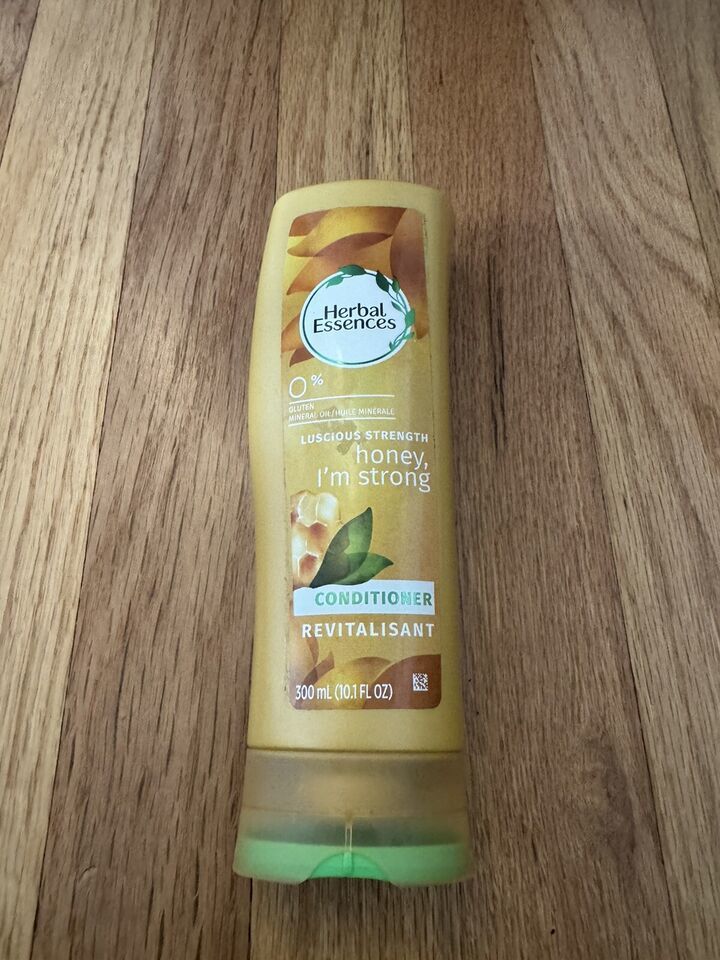 Herbal
Essences
0%
GLUTEN
MINERAL OIL/HUILE MINÉRALE
LUSCIOUS STRENGTH
honey,
I'm strong
CONDITIONER
REVITALISANT
300 mL (10.1 FL OZ)